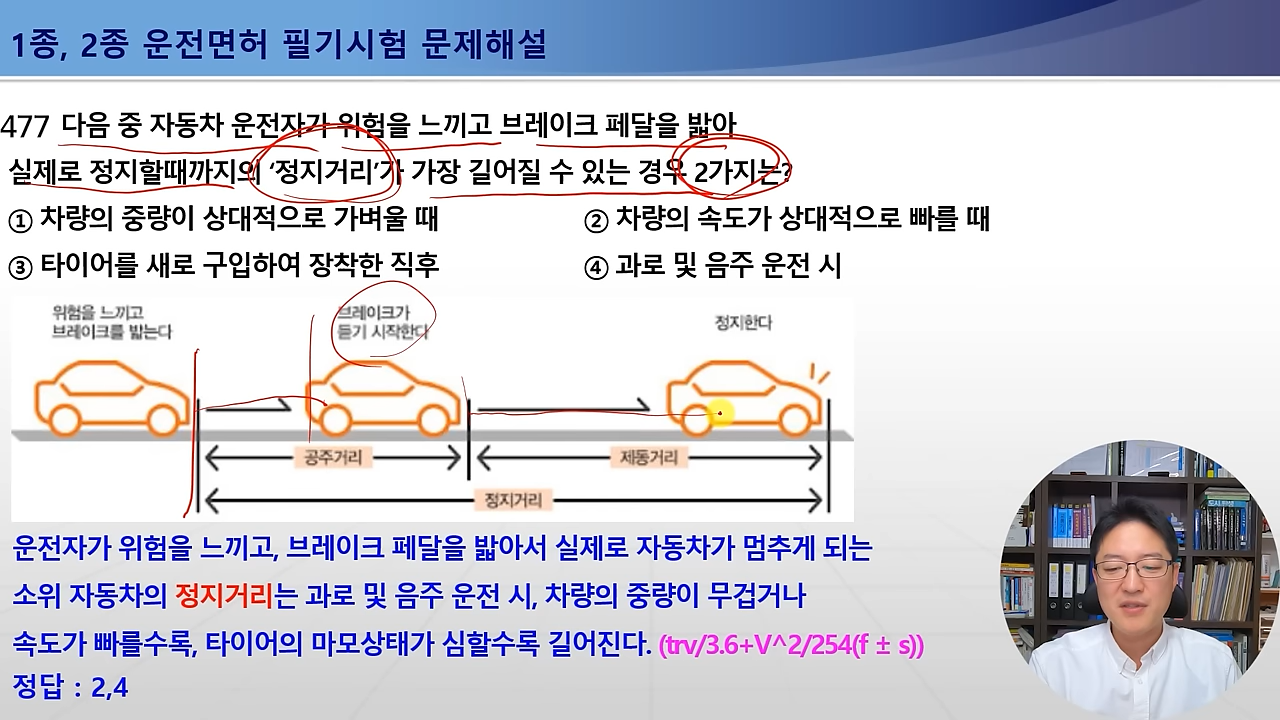 1종, 2종 운전면허 필기시험 문제해설
477 다음 중 자동차 운전자가 위험을 느끼고 브레이크 페달을 밟아
실제로 정지할때까지의 ‘정지거리’가 가장 길어질 수 있는 경우 2가지는?
① 차량의 중량이 상대적으로 가벼울 때
② 차량의 속도가 상대적으로 빠를 때
③ 타이어를 새로 구입하여 장착한 직후
④ 과로 및 음주 운전 시
위험을 느끼고
브레이크를 밟는다
브레이크가
듣기 시작한다
정지한다
공주거리
제동거리
정지거리
운전자가 위험을 느끼고, 브레이크 페달을 밟아서 실제로 자동차가 멈추게 되는
소위 자동차의 정지거리는 과로 및 음주 운전 시, 차량의 중량이 무겁거나
속도가 빠를수록, 타이어의 마모상태가 심할수록 길어진다. (trv/3.6+V^2/254(f ± s))
정답 : 2,4